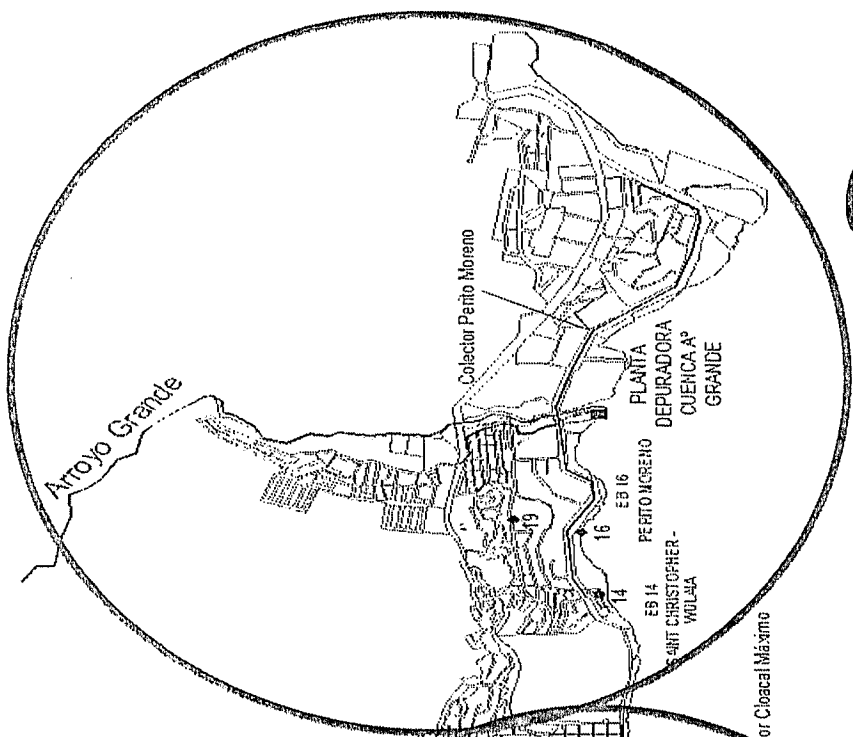 Arroyo Grande
Colector Perito Moreno
PLANTA
DEPURADORA
CUENCA Aº
GRANDE
19
16
14
EB 16
PERITO MORENO
EB 14
SAINT CHRISTOPHER -
WULAIA
or Cloacal Máximo